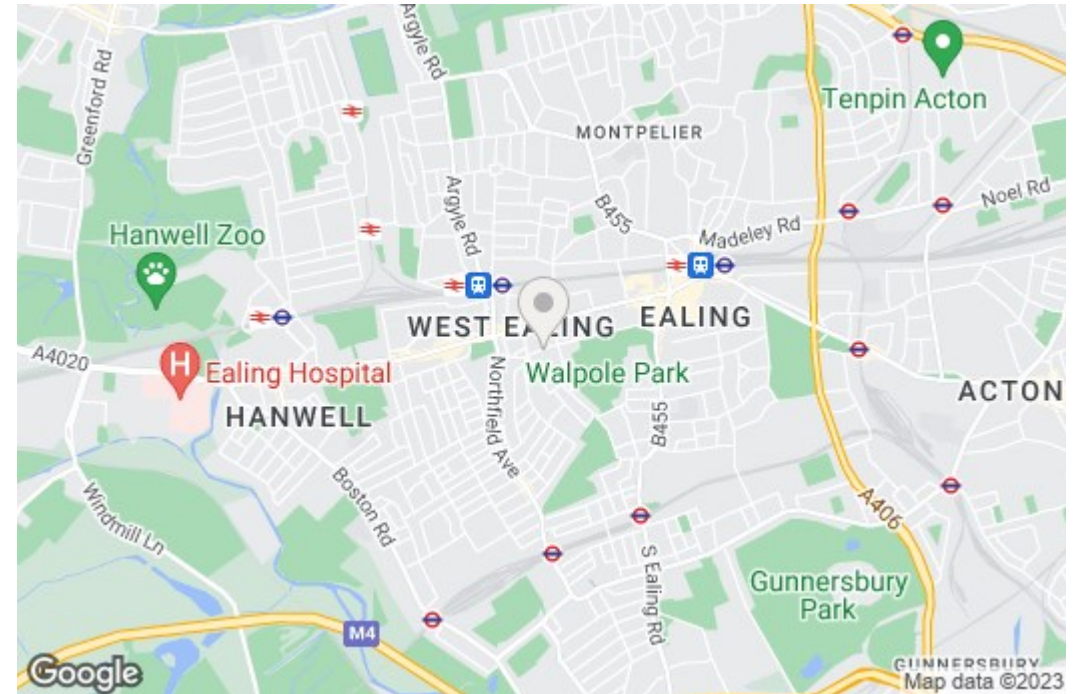 Argyle Rd
Greenford Rd
MONTPELIER
Tenpin Acton
Argyle Rd
B455
Noel Rd
Madeley Rd
Hanwell Zoo
WEST EALING
EALING
A4020
H
Ealing Hospital
Walpole Park
ACTON
HANWELL
Northfield Ave
B455
Boston Rd
A406
Windmill Ln
S Ealing Rd
Gunnersbury
Park
M4
GUNNERSBURY
Google
Map data ©2023